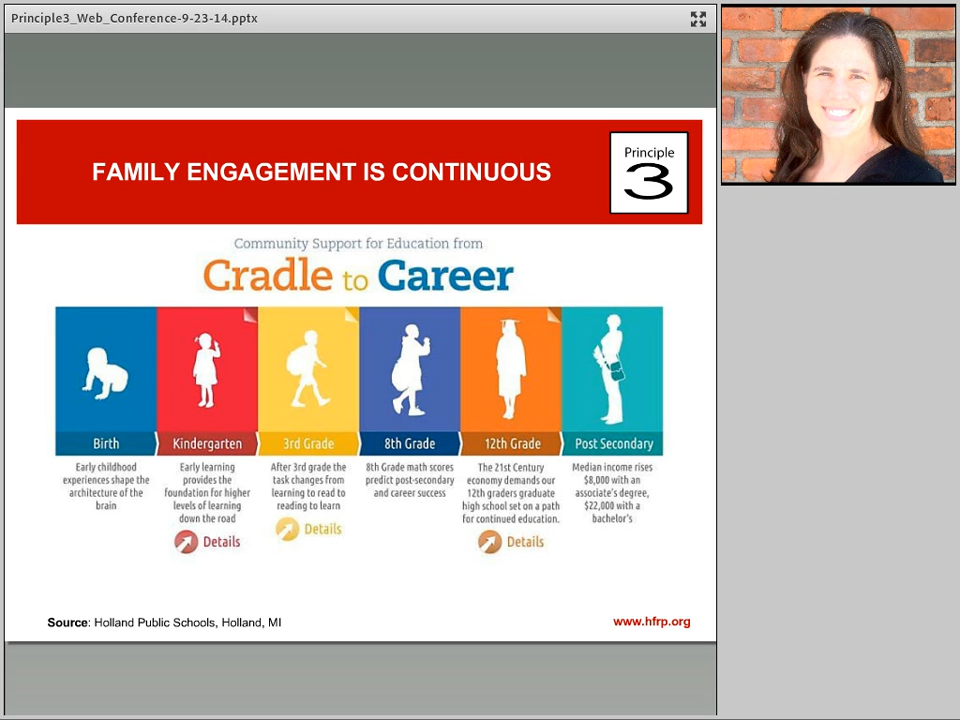 Principle3_Web_Conference-9-23-14.pptx
FAMILY ENGAGEMENT IS CONTINUOUS
Principle
3
Community Support for Education from
Cradle to Career
Birth
Early childhood
experiences shape the
architecture of the
brain
Kindergarten
Early learning
provides the
foundation for higher
levels of learning
down the road
Details
3rd Grade
After 3rd grade the
task changes from
learning to read to
reading to learn
Details
8th Grade
8th Grade math scores
predict post-secondary
and career success
12th Grade
The 21st Century
economy demands our
12th graders graduate
high school set on a path
for continued education.
Details
Post Secondary
Median income rises
$8,000 with an
associate's degree,
$22,000 with a
bachelor's
Source: Holland Public Schools, Holland, MI
www.hfrp.org